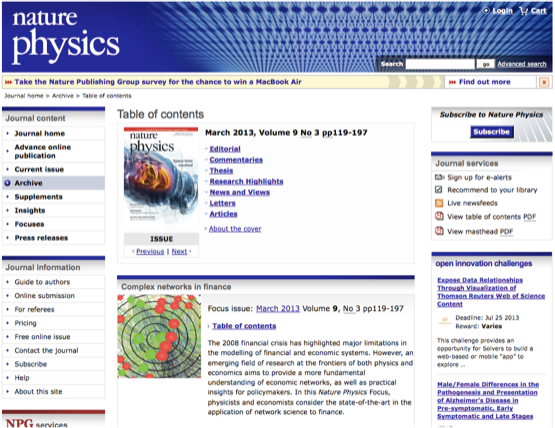 nature
physics
Login Cart
Search go Advanced search
Take the Nature Publishing Group survey for the chance to win a MacBook Air
Find out more
x
Journal home > Archive > Table of contents
Journal content
Journal home
Advance online
publication
Current issue
Archive
Supplements
Insights
Focuses
Press releases
Journal information
Guide to authors
Online submission
For referees
Pricing
Free online issue
Contact the journal
Subscribe
Help
About this site
NPG services
Table of contents
nature
physics
ISSUE
‹ Previous | Next ›
March 2013, Volume 9 No 3 pp119-197
Editorial
Commentaries
Thesis
Research Highlights
News and Views
Letters
Articles
About the cover
Complex networks in finance
Focus issue: March 2013 Volume 9, No 3 pp119-197
Table of contents
The 2008 financial crisis has highlighted major limitations in
the modelling of financial and economic systems. However, an
emerging field of research at the frontiers of both physics and
economics aims to provide a more fundamental
understanding of economic networks, as well as practical
insights for policymakers. In this Nature Physics Focus,
physicists and economists consider the state-of-the-art in the
application of network science to finance.
Subscribe to Nature Physics
Subscribe
Journal services
Sign up for e-alerts
Recommend to your library
Live newsfeeds
View table of contents PDF
View masthead PDF
open innovation challenges
Expose Data Relationships
Through Visualization of
Thomson Reuters Web of Science
Content
Deadline: Jul 25 2013
Reward: Varies
This challenge provides an
opportunity for Solvers to build a
web-based or mobile "app" to
explore ...
Male/Female Differences in the
Pathogenesis and Presentation
of Alzheimer's Disease in
Pre-symptomatic, Early
Symptomatic and Late Stages